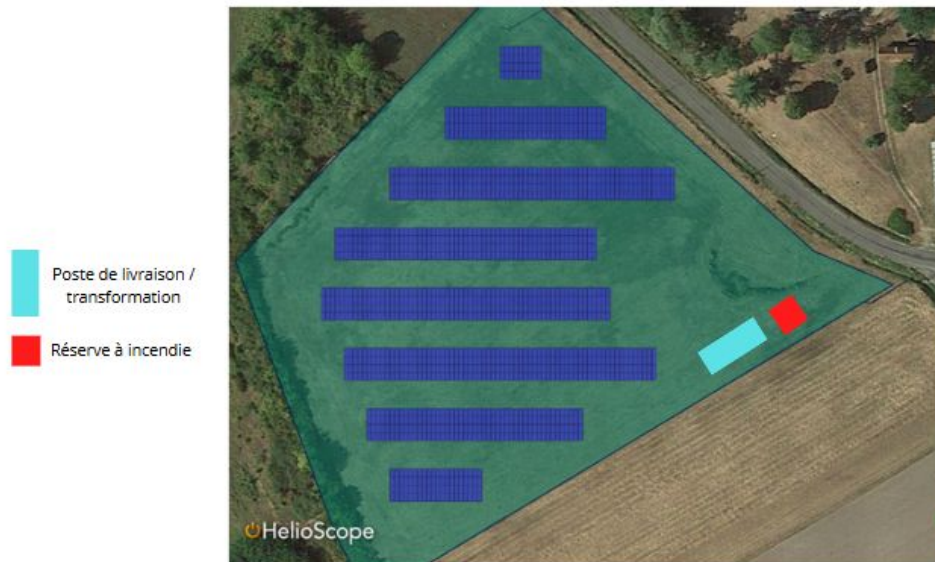 Poste de livraison /
transformation
Réserve à incendie
HelioScope